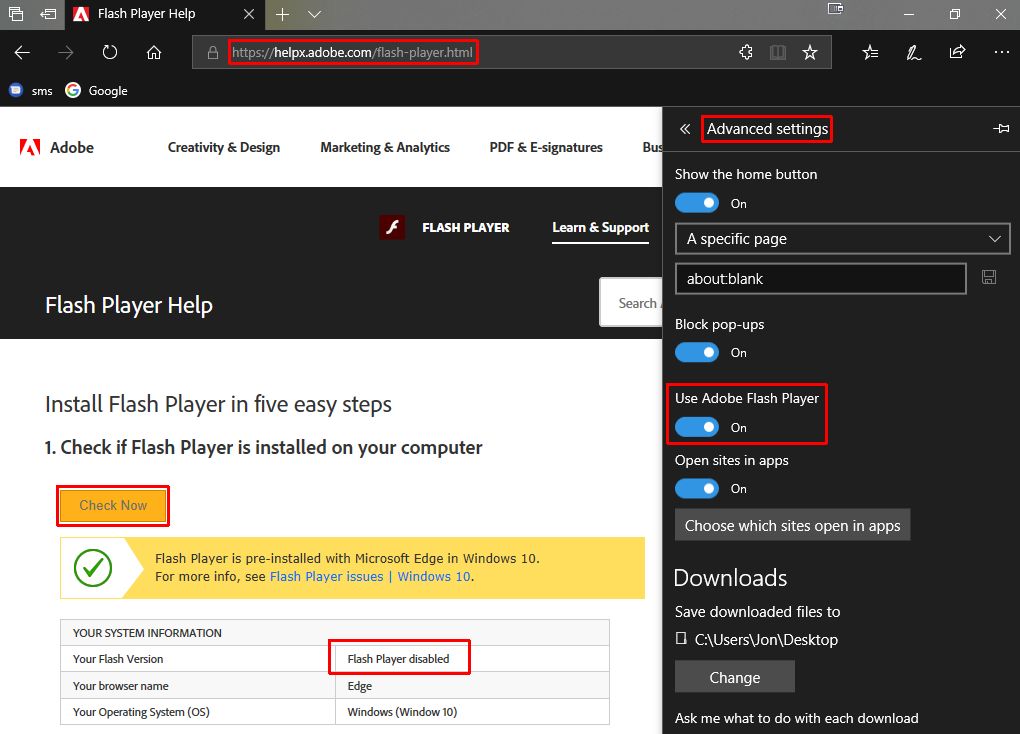 Flash Player Help
https://helpx.adobe.com/flash-player.html
sms Google
Adobe Creativity & Design Marketing & Analytics PDF & E-signatures Bus
FLASH PLAYER Learn & Support
Flash Player Help
Search
Install Flash Player in five easy steps
1. Check if Flash Player is installed on your computer
Check Now
Flash Player is pre-installed with Microsoft Edge in Windows 10.
For more info, see Flash Player issues | Windows 10.
YOUR SYSTEM INFORMATION
Your Flash Version Flash Player disabled
Your browser name Edge
Your Operating System (OS) Windows (Window 10)
Advanced settings
Show the home button
On
A specific page
about:blank
Block pop-ups
On
Use Adobe Flash Player
On
Open sites in apps
On
Choose which sites open in apps
Downloads
Save downloaded files to
C:\Users\Jon\Desktop
Change
Ask me what to do with each download